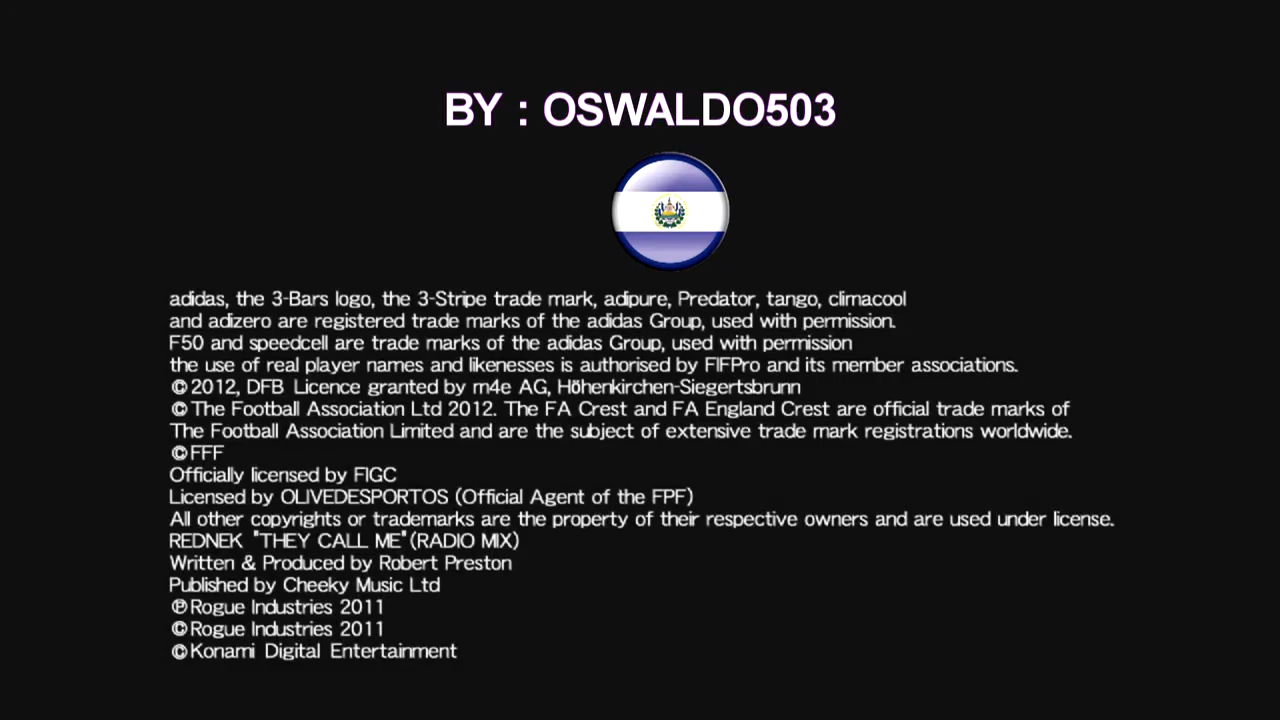 BY : OSWALDO503
adidas, the 3-Bars logo, the 3-Stripe trade mark, adipure, Predator, tango, climacool
and adizero are registered trade marks of the adidas Group, used with permission.
F50 and speedcell are trade marks of the adidas Group, used with permission
the use of real player names and likenesses is authorised by FIFPro and its member associations.
©2012, DFB Licence granted by m4e AG, Höhenkirchen-Siegertsbrunn
©The Football Association Ltd 2012. The FA Crest and FA England Crest are official trade marks of
The Football Association Limited and are the subject of extensive trade mark registrations worldwide.
©FFF
Officially licensed by FIGC
Licensed by OLIVEDESPORTOS (Official Agent of the FPF)
All other copyrights or trademarks are the property of their respective owners and are used under license.
REDNEK "THEY CALL ME"(RADIO MIX)
Written & Produced by Robert Preston
Published by Cheeky Music Ltd
℗Rogue Industries 2011
©Rogue Industries 2011
©Konami Digital Entertainment